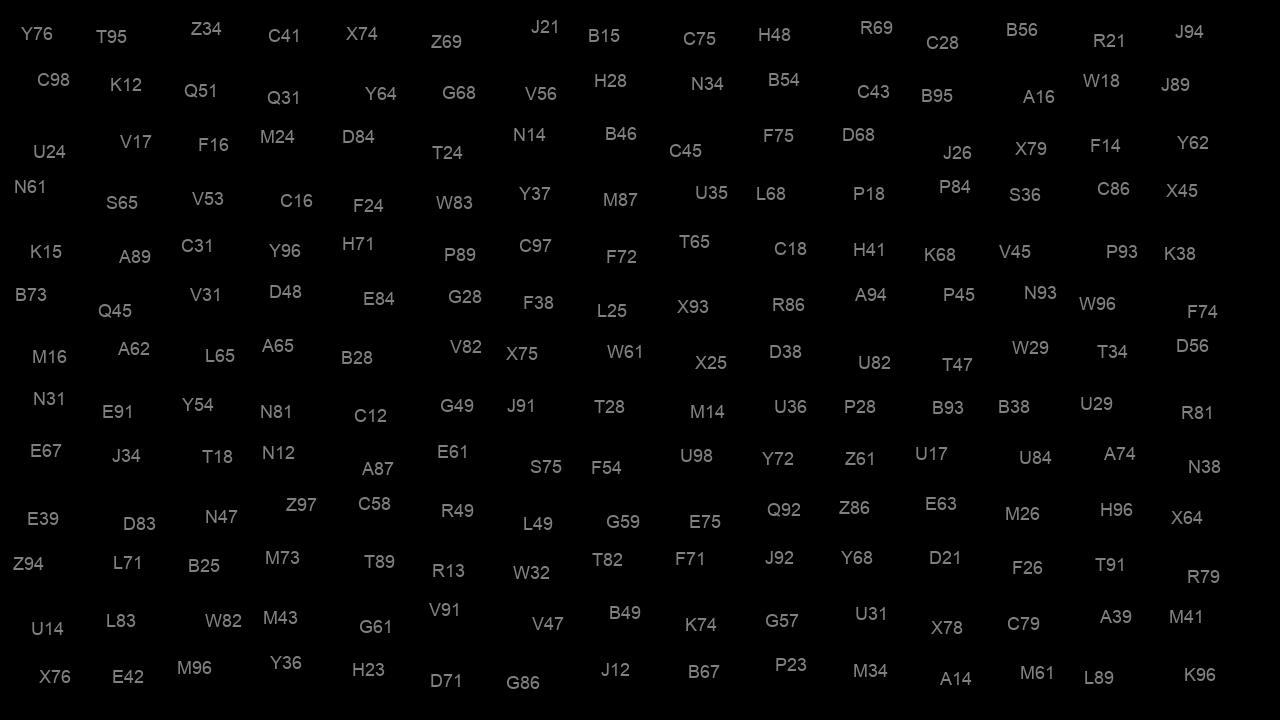 Y76 T95 Z34 C41 X74 Z69 J21 B15 C75 H48 R69 C28 B56 R21 J94
C98 K12 Q51 Q31 Y64 G68 V56 H28 N34 B54 C43 B95 A16 W18 J89
U24 V17 F16 M24 D84 T24 N14 B46 C45 F75 D68 J26 X79 F14 Y62
N61 S65 V53 C16 F24 W83 Y37 M87 U35 L68 P18 P84 S36 C86 X45
K15 A89 C31 Y96 H71 P89 C97 F72 T65 C18 H41 K68 V45 P93 K38
B73 Q45 V31 D48 E84 G28 F38 L25 X93 R86 A94 P45 N93 W96 F74
M16 A62 L65 A65 B28 V82 X75 W61 X25 D38 U82 T47 W29 T34 D56
N31 E91 Y54 N81 C12 G49 J91 T28 M14 U36 P28 B93 B38 U29 R81
E67 J34 T18 N12 A87 E61 S75 F54 U98 Y72 Z61 U17 U84 A74 N38
E39 D83 N47 Z97 C58 R49 L49 G59 E75 Q92 Z86 E63 M26 H96 X64
Z94 L71 B25 M73 T89 R13 W32 T82 F71 J92 Y68 D21 F26 T91 R79
U14 L83 W82 M43 G61 V91 V47 B49 K74 G57 U31 X78 C79 A39 M41
X76 E42 M96 Y36 H23 D71 G86 J12 B67 P23 M34 A14 M61 L89 K96